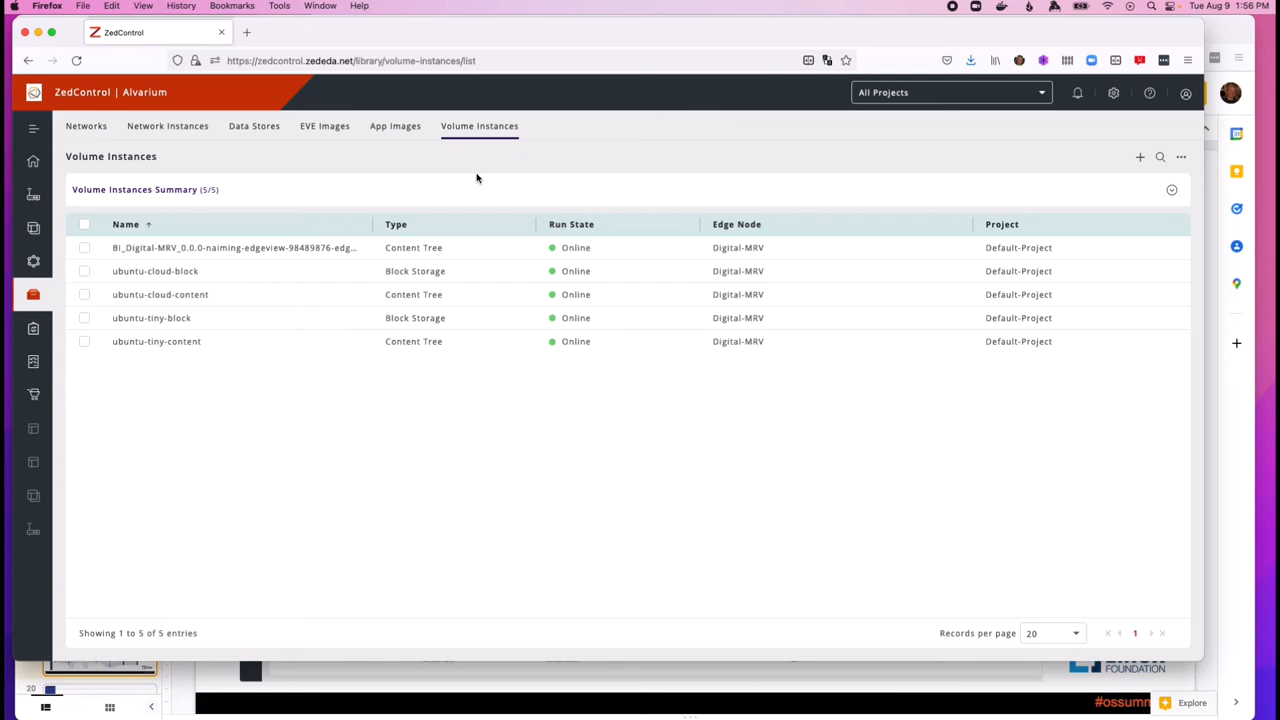 Firefox File Edit View History Bookmarks Tools Window Help Tue Aug 9 1:56 PM
ZedControl
https://zedcontrol.zededa.net/library/volume-instances/list
ZedControl | Alvarium All Projects
Networks Network Instances Data Stores EVE Images App Images Volume Instances
Volume Instances
Volume Instances Summary (5/5)
Name Type Run State Edge Node Project
BI_Digital-MRV_0.0.0-naiming-edgeview-98489876-edg... Content Tree Online Digital-MRV Default-Project
ubuntu-cloud-block Block Storage Online Digital-MRV Default-Project
ubuntu-cloud-content Content Tree Online Digital-MRV Default-Project
ubuntu-tiny-block Block Storage Online Digital-MRV Default-Project
ubuntu-tiny-content Content Tree Online Digital-MRV Default-Project
Showing 1 to 5 of 5 entries Records per page 20 1
FOUNDATION
20
#ossumm Explore